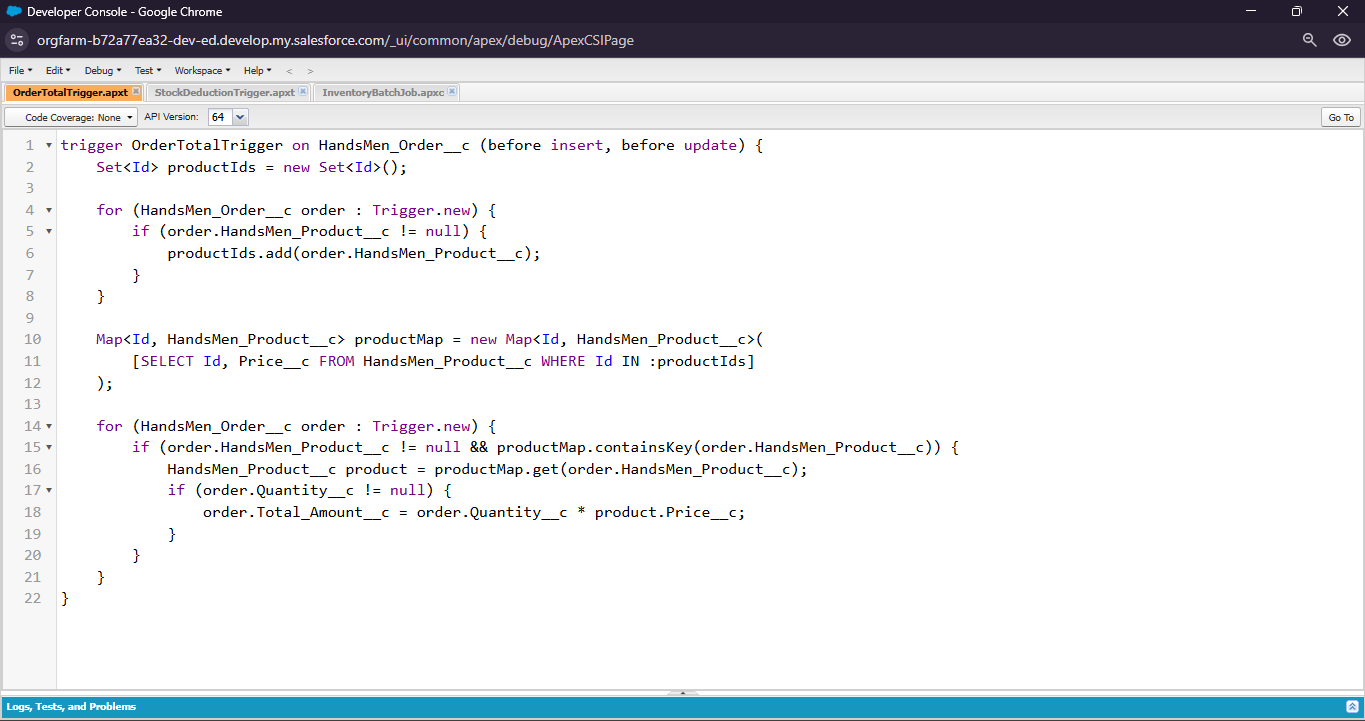 Developer Console - Google Chrome
orgfarm-b72a77ea32-dev-ed.develop.my.salesforce.com/_ui/common/apex/debug/ApexCSIPage
File Edit Debug Test Workspace Help < >
OrderTotalTrigger.apxt StockDeductionTrigger.apxt InventoryBatchJob.apxc
Code Coverage: None API Version: 64 Go To
1 trigger OrderTotalTrigger on HandsMen_Order__c (before insert, before update) {
2     Set<Id> productIds = new Set<Id>();
3
4     for (HandsMen_Order__c order : Trigger.new) {
5         if (order.HandsMen_Product__c != null) {
6             productIds.add(order.HandsMen_Product__c);
7         }
8     }
9
10     Map<Id, HandsMen_Product__c> productMap = new Map<Id, HandsMen_Product__c>(
11         [SELECT Id, Price__c FROM HandsMen_Product__c WHERE Id IN :productIds]
12     );
13
14     for (HandsMen_Order__c order : Trigger.new) {
15         if (order.HandsMen_Product__c != null && productMap.containsKey(order.HandsMen_Product__c)) {
16             HandsMen_Product__c product = productMap.get(order.HandsMen_Product__c);
17             if (order.Quantity__c != null) {
18                 order.Total_Amount__c = order.Quantity__c * product.Price__c;
19             }
20         }
21     }
22 }
Logs, Tests, and Problems